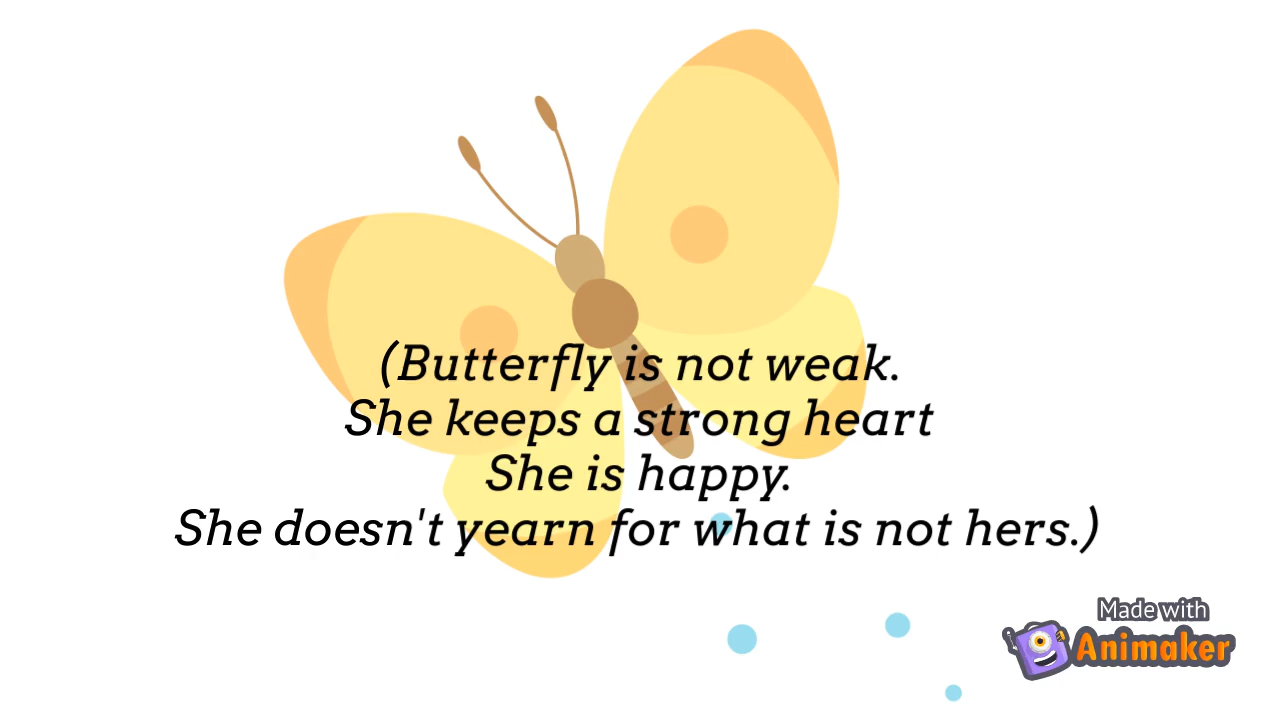 (Butterfly is not weak.
She keeps a strong heart
She is happy.
She doesn't yearn for what is not hers.)
Made with
Animaker